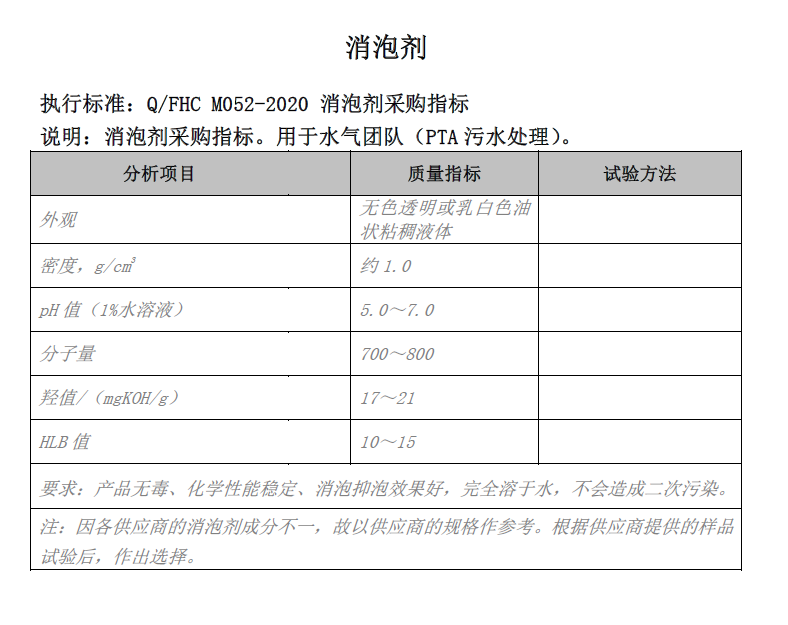 消泡剂
执行标准：Q/FHC M052-2020 消泡剂采购指标
说明：消泡剂采购指标。用于水气团队（PTA 污水处理）。
分析项目 质量指标 试验方法
外观 无色透明或乳白色油
状粘稠液体
密度，g/cm³ 约 1.0
pH 值（1%水溶液） 5.0～7.0
分子量 700～800
羟值/（mgKOH/g） 17～21
HLB 值 10～15
要求：产品无毒、化学性能稳定、消泡抑泡效果好，完全溶于水，不会造成二次污染。
注：因各供应商的消泡剂成分不一，故以供应商的规格作参考。根据供应商提供的样品
试验后，作出选择。